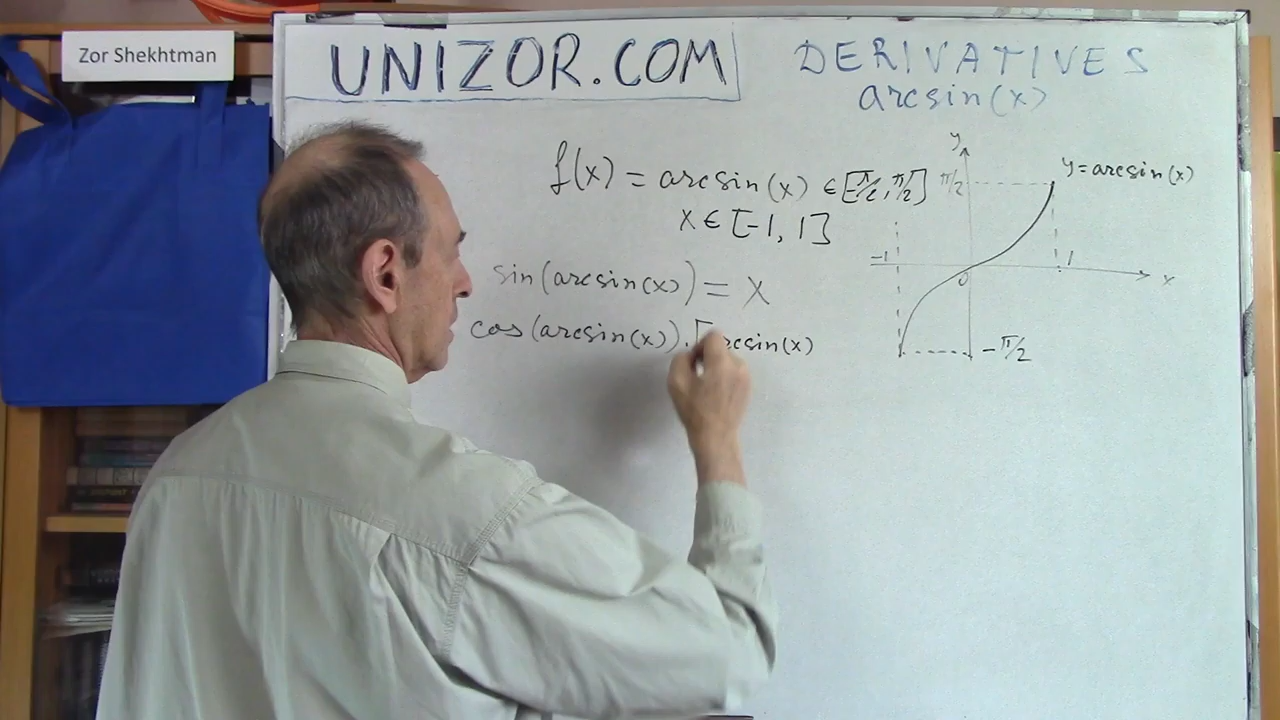 Zor Shekhtman
UNIZOR.COM
DERIVATIVES
arcsin(x)
f(x) = arcsin(x) ∈ [π/2, π/2]
x ∈ [-1, 1]
sin(arcsin(x)) = x
cos(arcsin(x)).[arcsin(x)
y
y=arcsin(x)
π/2
-1
0
1
x
-π/2